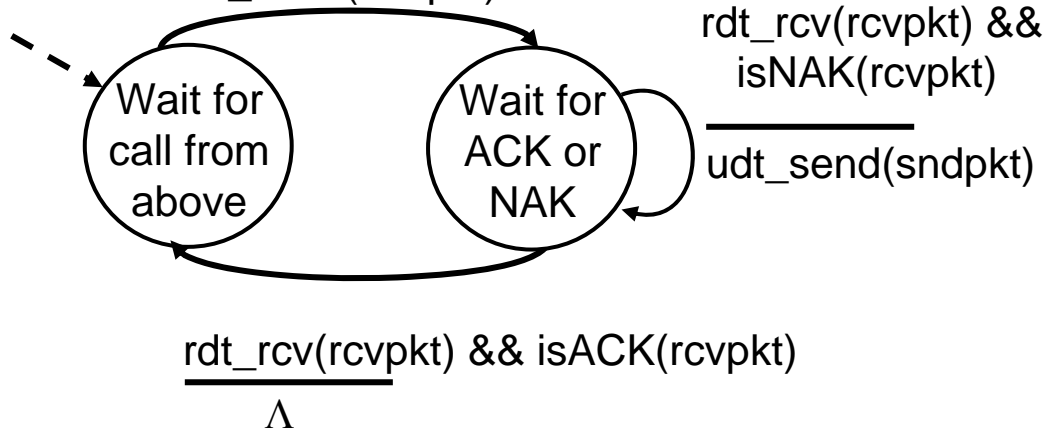 rdt_rcv(rcvpkt) &&
isNAK(rcvpkt)
Wait for
call from
above
Wait for
ACK or
NAK
udt_send(sndpkt)
rdt_rcv(rcvpkt) && isACK(rcvpkt)
Λ